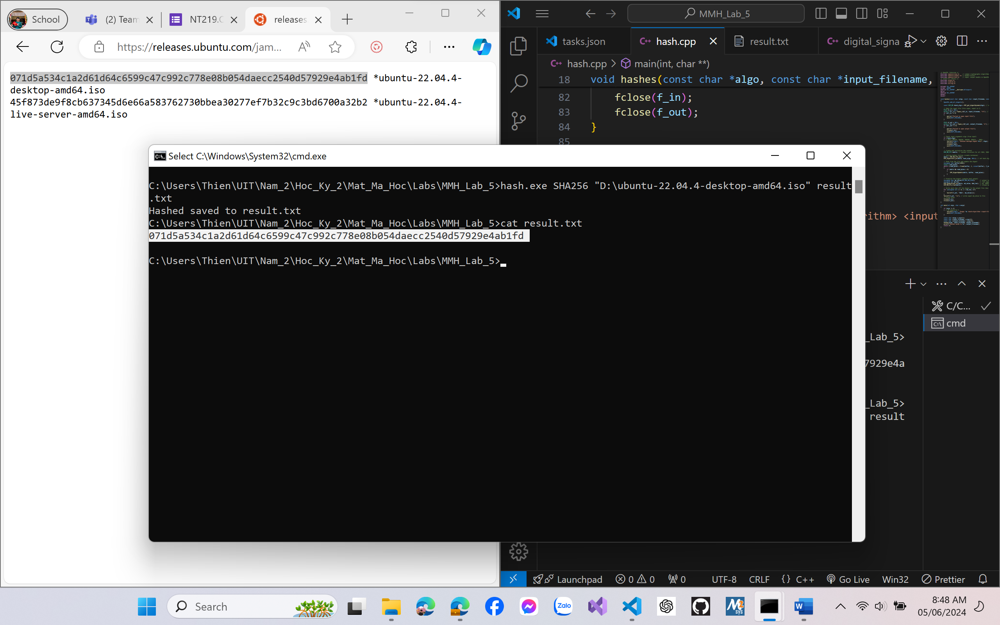 School
(2) Team
NT219.C
releases.
https://releases.ubuntu.com/jam...
071d5a534c1a2d61d64c6599c47c992c778e08b054daecc2540d57929e4ab1fd *ubuntu-22.04.4-
desktop-amd64.iso
45f873de9f8cb637345d6e66a583762730bbea30277ef7b32c9c3bd6700a32b2 *ubuntu-22.04.4-
live-server-amd64.iso
MMH_Lab_5
tasks.json
C++ hash.cpp
result.txt
C++ digital_signa
C++ hash.cpp > main(int, char **)
18 void hashes(const char *algo, const char *input_filename,
82 fclose(f_in);
83 fclose(f_out);
84 }
85
rithm> <input
Select C:\Windows\System32\cmd.exe
C:\Users\Thien\UIT\Nam_2\Hoc_Ky_2\Mat_Ma_Hoc\Labs\MMH_Lab_5>hash.exe SHA256 "D:\ubuntu-22.04.4-desktop-amd64.iso" result
.txt
Hashed saved to result.txt
C:\Users\Thien\UIT\Nam_2\Hoc_Ky_2\Mat_Ma_Hoc\Labs\MMH_Lab_5>cat result.txt
071d5a534c1a2d61d64c6599c47c992c778e08b054daecc2540d57929e4ab1fd
C:\Users\Thien\UIT\Nam_2\Hoc_Ky_2\Mat_Ma_Hoc\Labs\MMH_Lab_5>
C/C...
cmd
_Lab_5>
7929e4a
_Lab_5>
result
Launchpad 0 0 0 UTF-8 CRLF {} C++ Go Live Win32 Prettier
Search
Zalo
M2
sys
W
8:48 AM
05/06/2024